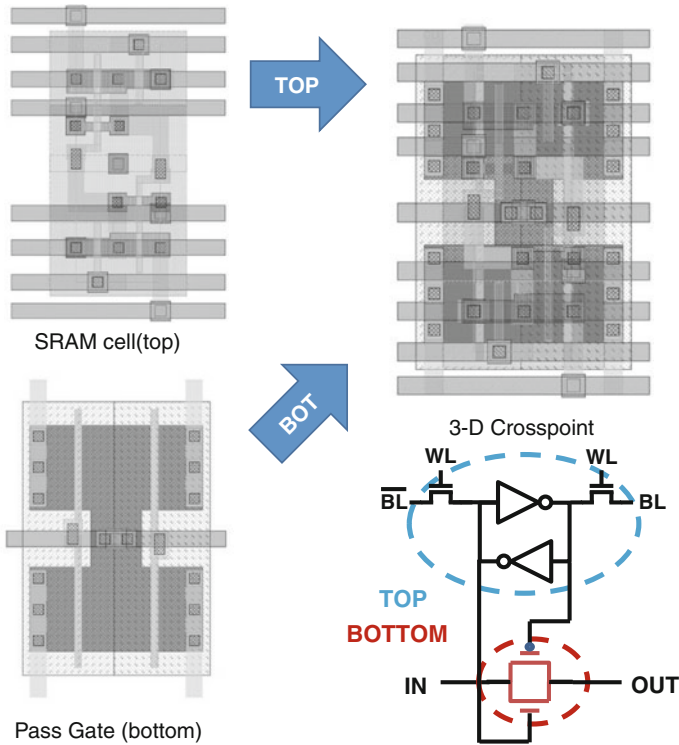 TOP
SRAM cell(top)
BOT
3-D Crosspoint
WL
WL
BL
BL
TOP
BOTTOM
IN
OUT
Pass Gate (bottom)